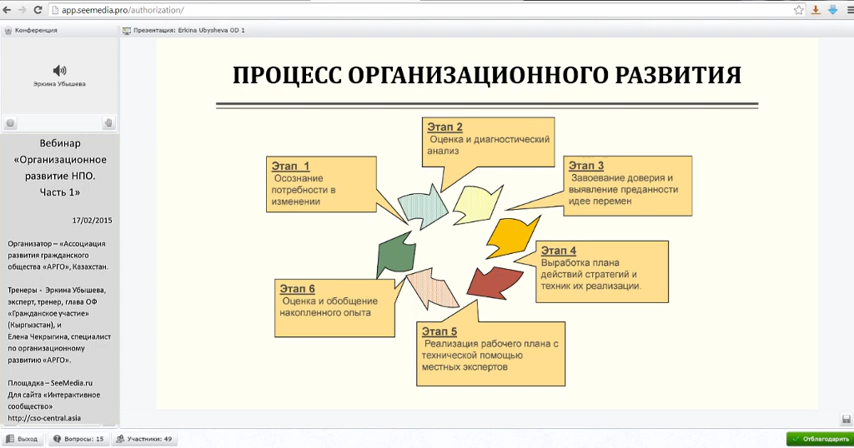 app.seemedia.pro/authorization/
Конференция
Презентация: Erkina Ubysheva OD 1
Эркина Убышева
Вебинар
«Организационное
развитие НПО.
Часть 1»
17/02/2015
Организатор – «Ассоциация
развития гражданского
общества «АРГО», Казахстан.
Тренеры - Эркина Убышева,
эксперт, тренер, глава ОФ
«Гражданское участие»
(Кыргызстан), и
Елена Чекрыгина, специалист
по организационному
развитию «АРГО».
Площадка – SeeMedia.ru
Для сайта «Интерактивное
сообщество»
http://cso-central.asia
ПРОЦЕСС ОРГАНИЗАЦИОННОГО РАЗВИТИЯ
Этап 1
Осознание
потребности в
изменении
Этап 2
Оценка и диагностический
анализ
Этап 3
Завоевание доверия и
выявление преданности
идее перемен
Этап 4
Выработка плана
действий стратегий и
техник их реализации.
Этап 5
Реализация рабочего плана с
технической помощью
местных экспертов
Этап 6
Оценка и обобщение
накопленного опыта
Выход
Вопросы: 15
Участники: 49
Отблагодарить